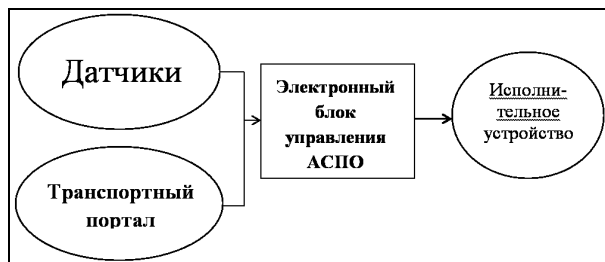 Датчики
Транспортный
портал
Электронный
блок
управления
АСПО
Исполни-
тельное
устройство